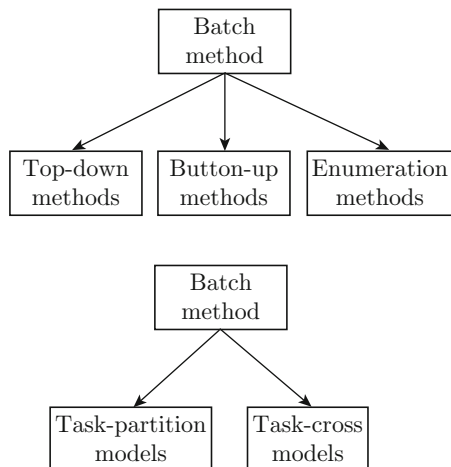 Batch
method
Top-down
methods
Button-up
methods
Enumeration
methods
Batch
method
Task-partition
models
Task-cross
models